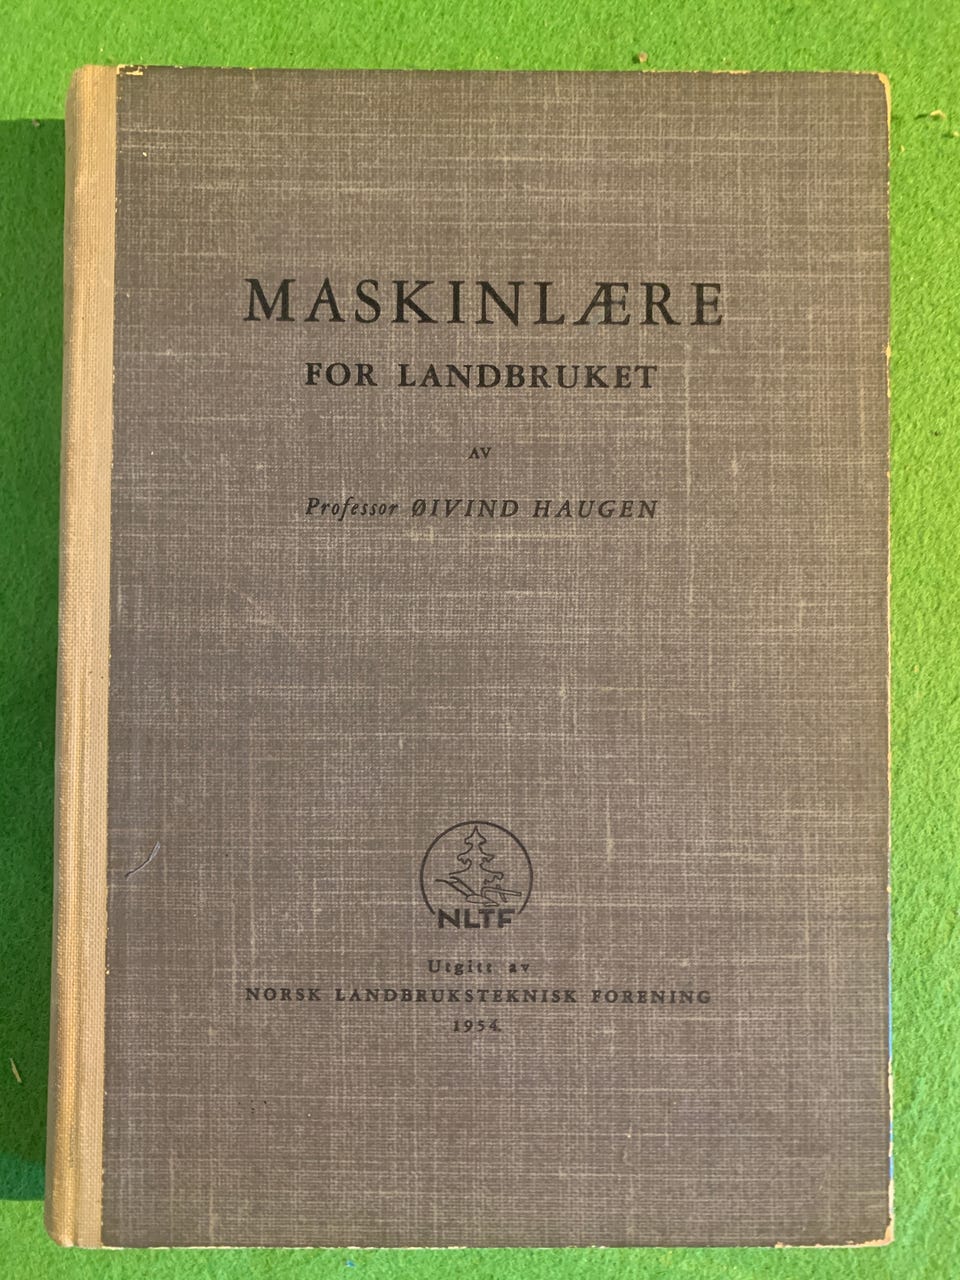 MASKINLÆRE
FOR LANDBRUKET
AV
Professor ØIVIND HAUGEN
NLTF
Utgitt av
NORSK LANDBRUKSTEKNISK FORENING
1954